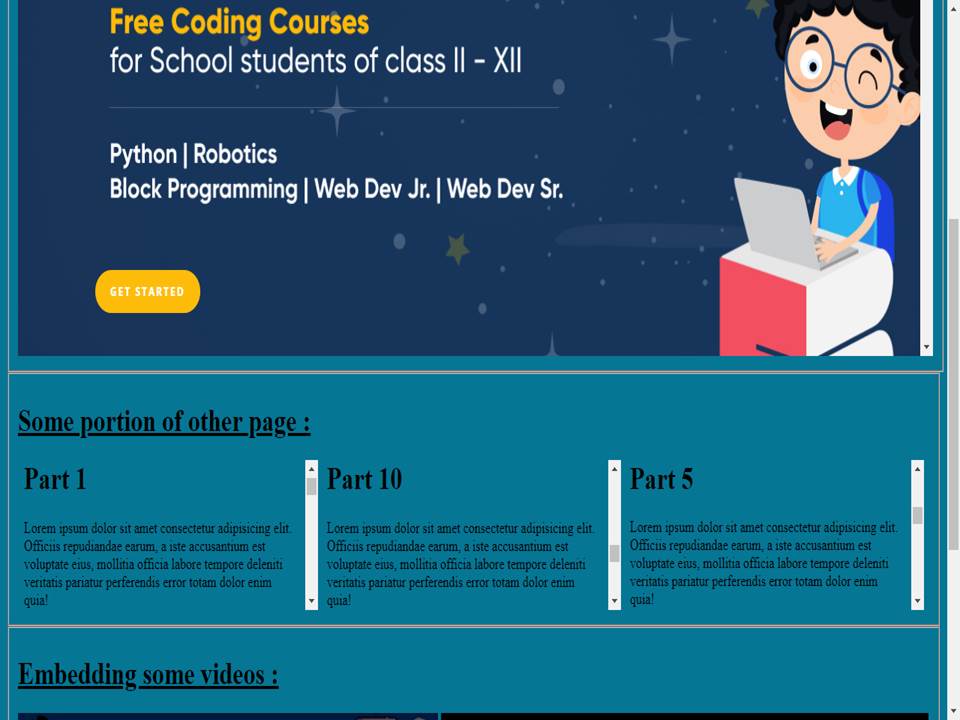 Free Coding Courses
for School students of class II - XII
Python | Robotics
Block Programming | Web Dev Jr. | Web Dev Sr.
GET STARTED
Some portion of other page :
Part 1
Lorem ipsum dolor sit amet consectetur adipisicing elit.
Officiis repudiandae earum, a iste accusantium est
voluptate eius, mollitia officia labore tempore deleniti
veritatis pariatur perferendis error totam dolor enim
quia!
Part 10
Lorem ipsum dolor sit amet consectetur adipisicing elit.
Officiis repudiandae earum, a iste accusantium est
voluptate eius, mollitia officia labore tempore deleniti
veritatis pariatur perferendis error totam dolor enim
quia!
Part 5
Lorem ipsum dolor sit amet consectetur adipisicing elit.
Officiis repudiandae earum, a iste accusantium est
voluptate eius, mollitia officia labore tempore deleniti
veritatis pariatur perferendis error totam dolor enim
quia!
Embedding some videos :